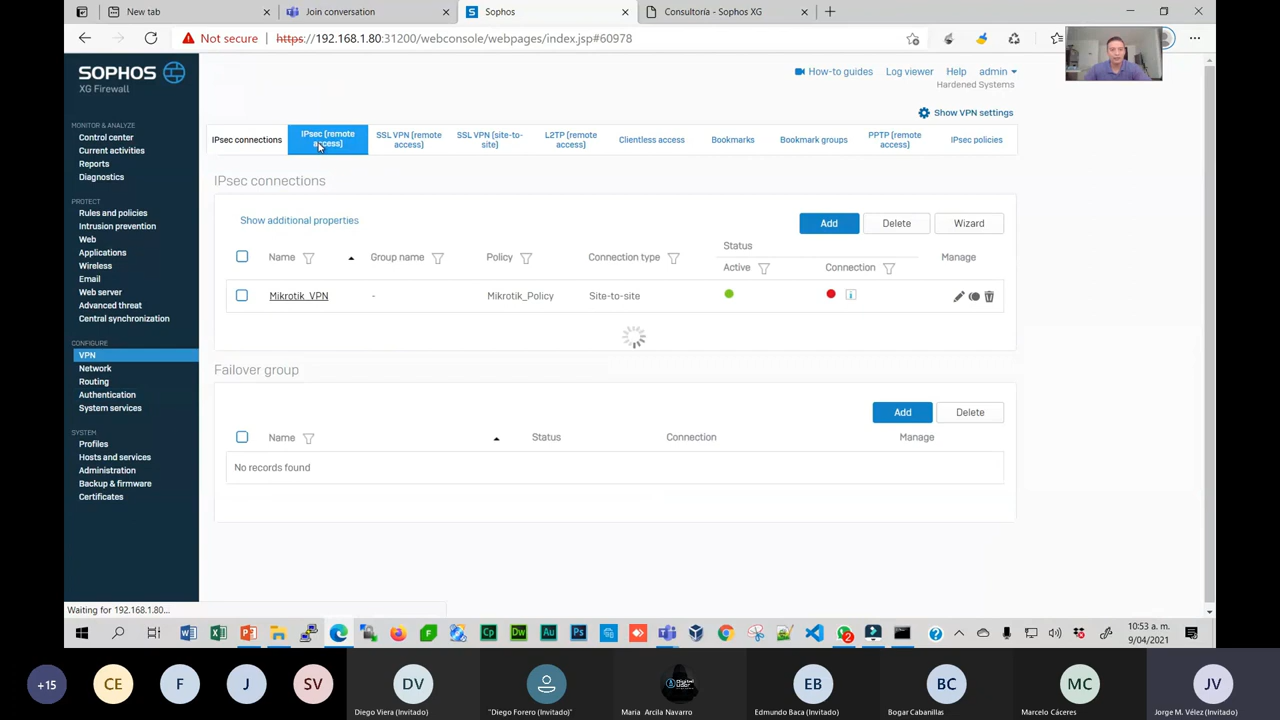 New tab
Join conversation
Sophos
Consultoría - Sophos XG
Not secure
https://192.168.1.80:31200/webconsole/webpages/index.jsp#60978
SOPHOS
XG Firewall
How-to guides
Log viewer
Help
admin
Hardened Systems
Show VPN settings
MONITOR & ANALYZE
Control center
Current activities
Reports
Diagnostics
PROTECT
Rules and policies
Intrusion prevention
Web
Applications
Wireless
Email
Web server
Advanced threat
Central synchronization
CONFIGURE
VPN
Network
Routing
Authentication
System services
SYSTEM
Profiles
Hosts and services
Administration
Backup & firmware
Certificates
IPsec connections
IPsec (remote
access)
SSL VPN (remote
access)
SSL VPN (site-to-
site)
L2TP (remote
access)
Clientless access
Bookmarks
Bookmark groups
PPTP (remote
access)
IPsec policies
IPsec connections
Show additional properties
Add
Delete
Wizard
Name
Group name
Policy
Connection type
Status
Active
Connection
Manage
Mikrotik_VPN
-
Mikrotik_Policy
Site-to-site
Failover group
Add
Delete
Name
Status
Connection
Manage
No records found
Waiting for 192.168.1.80...
10:53 a. m.
9/04/2021
+15
CE
F
J
SV
DV
Diego Viera (Invitado)
"Diego Forero (Invitado)"
Maria Arcila Navarro
EB
Edmundo Baca (Invitado)
BC
Bogar Cabanillas
MC
Marcelo Cáceres
JV
Jorge M. Vélez (Invitado)